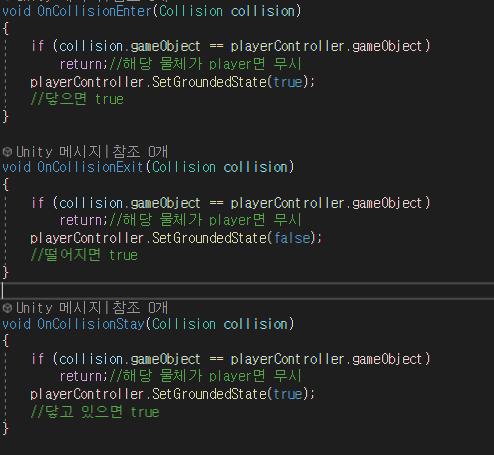 void OnCollisionEnter(Collision collision)
{
if (collision.gameObject == playerController.gameObject)
return;//해당 물체가 player면 무시
playerController.SetGroundedState(true);
//닿으면 true
}
Unity 메시지|참조 0개
void OnCollisionExit(Collision collision)
{
if (collision.gameObject == playerController.gameObject)
return;//해당 물체가 player면 무시
playerController.SetGroundedState(false);
//떨어지면 true
}
Unity 메시지|참조 0개
void OnCollisionStay(Collision collision)
{
if (collision.gameObject == playerController.gameObject)
return;//해당 물체가 player면 무시
playerController.SetGroundedState(true);
//닿고 있으면 true
}